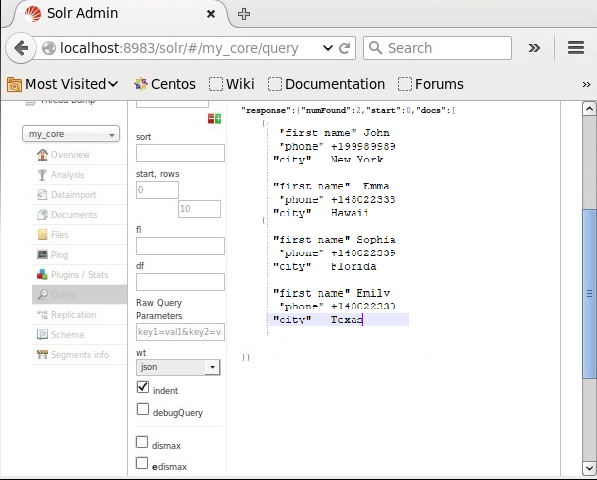 Solr Admin
localhost:8983/solr/#/my_core/query
Search
Most Visited
Centos
Wiki
Documentation
Forums
Thread Dump
my_core
Overview
Analysis
Dataimport
Documents
Files
Ping
Plugins / Stats
Query
Replication
Schema
Segments info
sort
start, rows
0
10
fl
df
Raw Query
Parameters
key1=val1&key2=v
wt
json
indent
debugQuery
dismax
edismax
"response":{"numFound":2,"start":0,"docs":[
{
"first name" John
"phone" +199989989
"city" New York
"first name" Emma
"phone"
"city" Hawaii
{
"first name" Sophia
"phone"
"city" Florida
"first name" Emily
"phone"
"city" Texas
}}